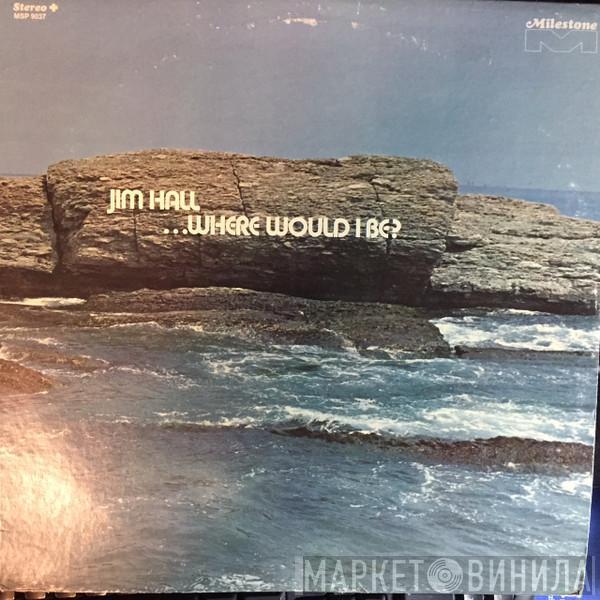 Stereo +
MSP 9037
Milestone
M
JIM HALL
...WHERE WOULD I BE?
МАРКЕТ ВИНИЛА